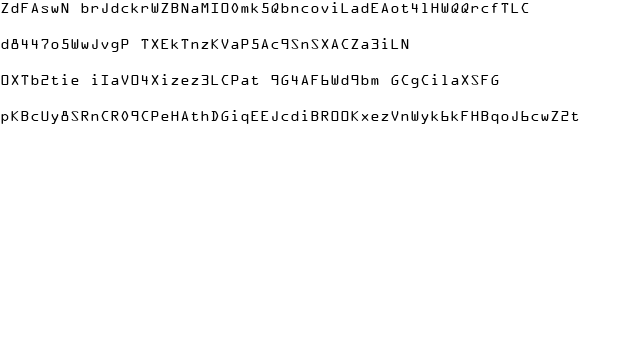 ZdFAswN brJdckrWZBNaMIO0mk5QbncoviLadEAot4lHWQQrcfTLC
d8447o5WwJvgP TXEkTnzKVaP5Ac9SnSXACZa3iLN
OXTb2tie iIaVO4Xizez3LCPat 9G4AF6Wd9bm GCgCilaXSFG
pKBcUy8SRnCR09CPeHAthDGiqEEJcdiBROOKxezVnWyk6kFHBqoJ6cwZ2t